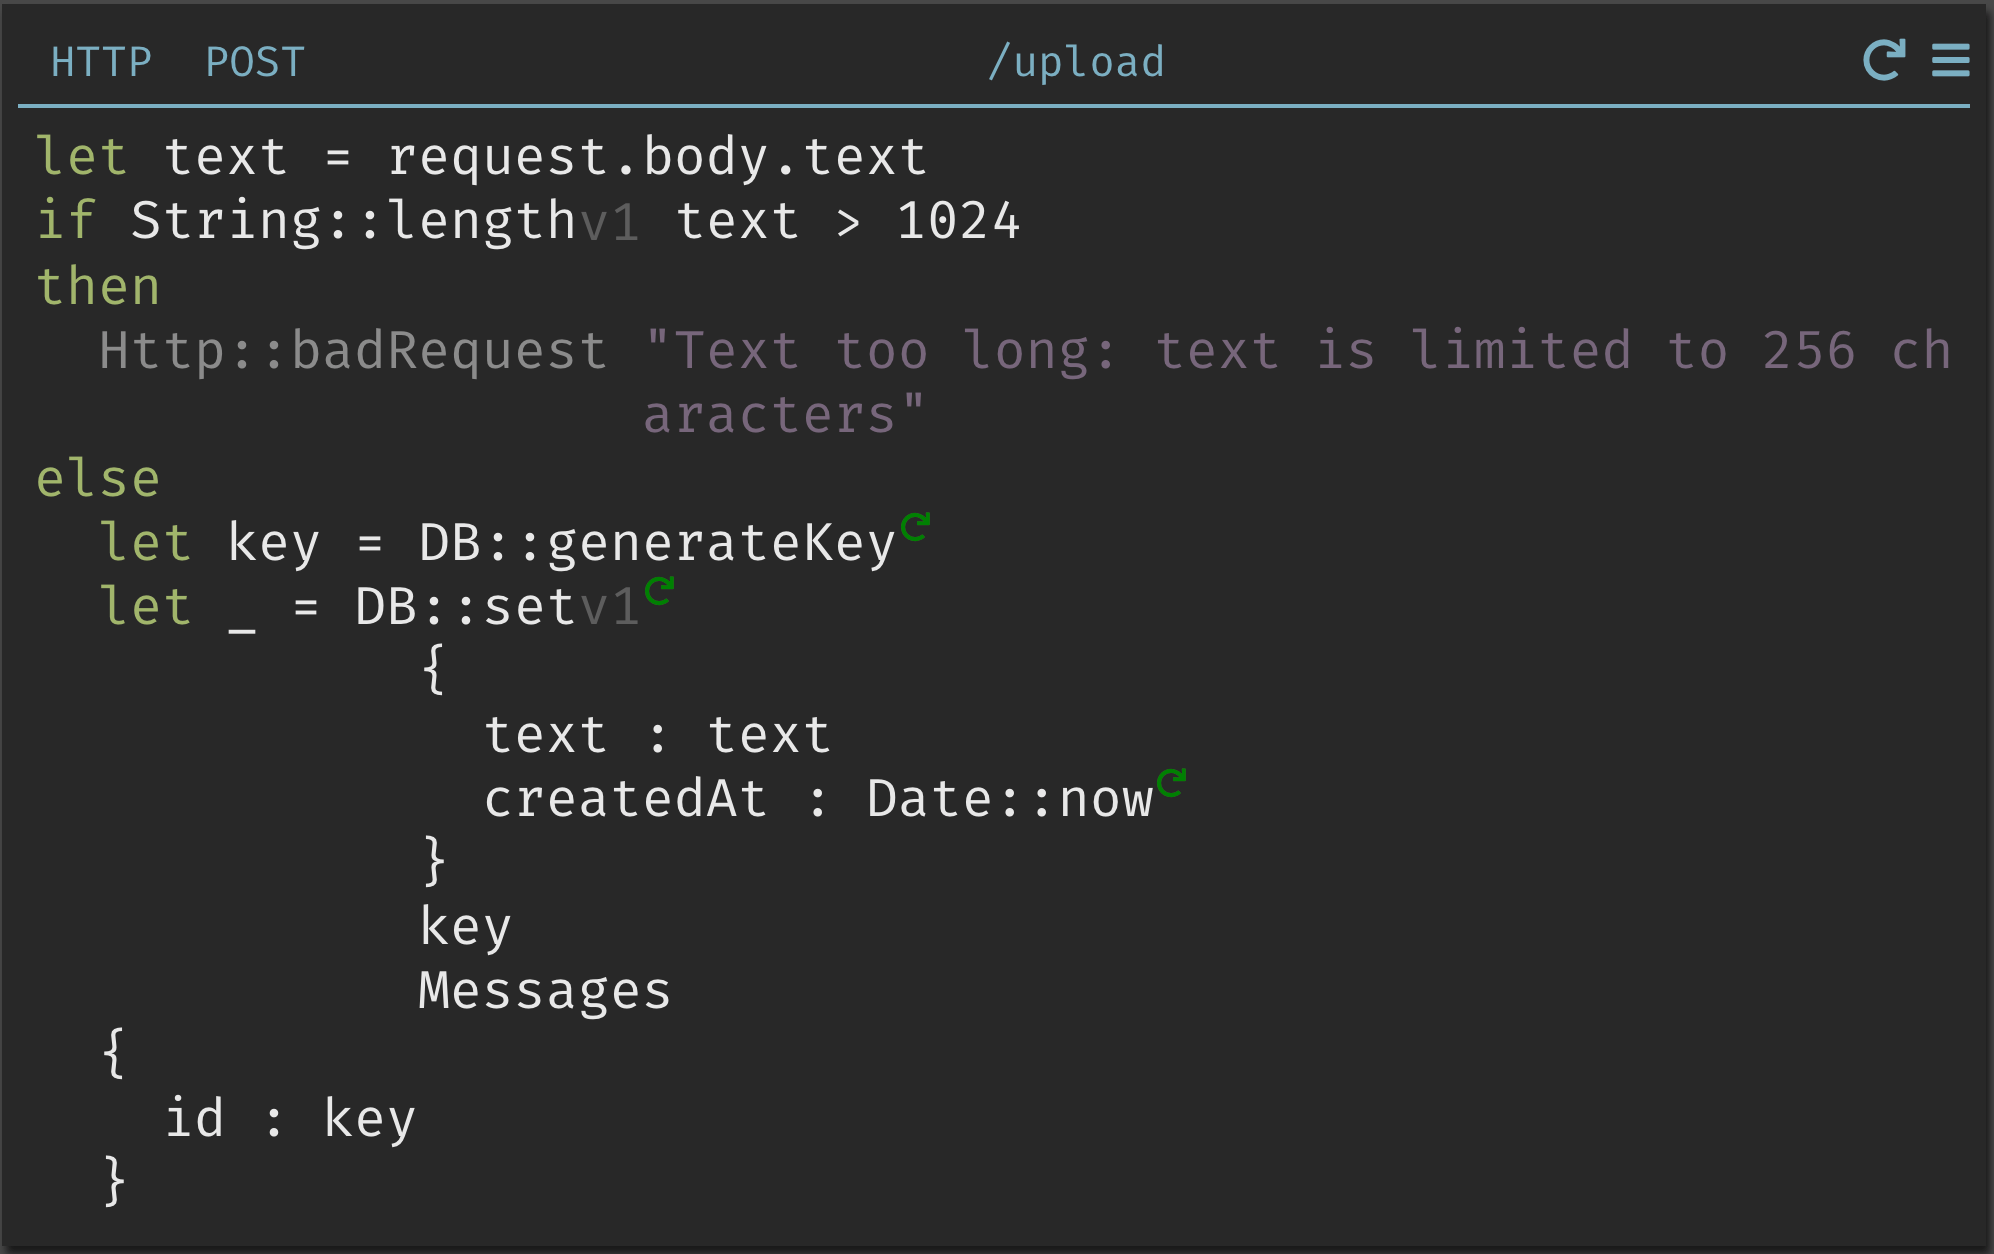 HTTP POST /upload
let text = request.body.text
if String::lengthv1 text > 1024
then
  Http::badRequest "Text too long: text is limited to 256 ch
                   aracters"
else
  let key = DB::generateKey
  let _ = DB::setv1
            {
              text : text
              createdAt : Date::now
            }
            key
            Messages
  {
    id : key
  }